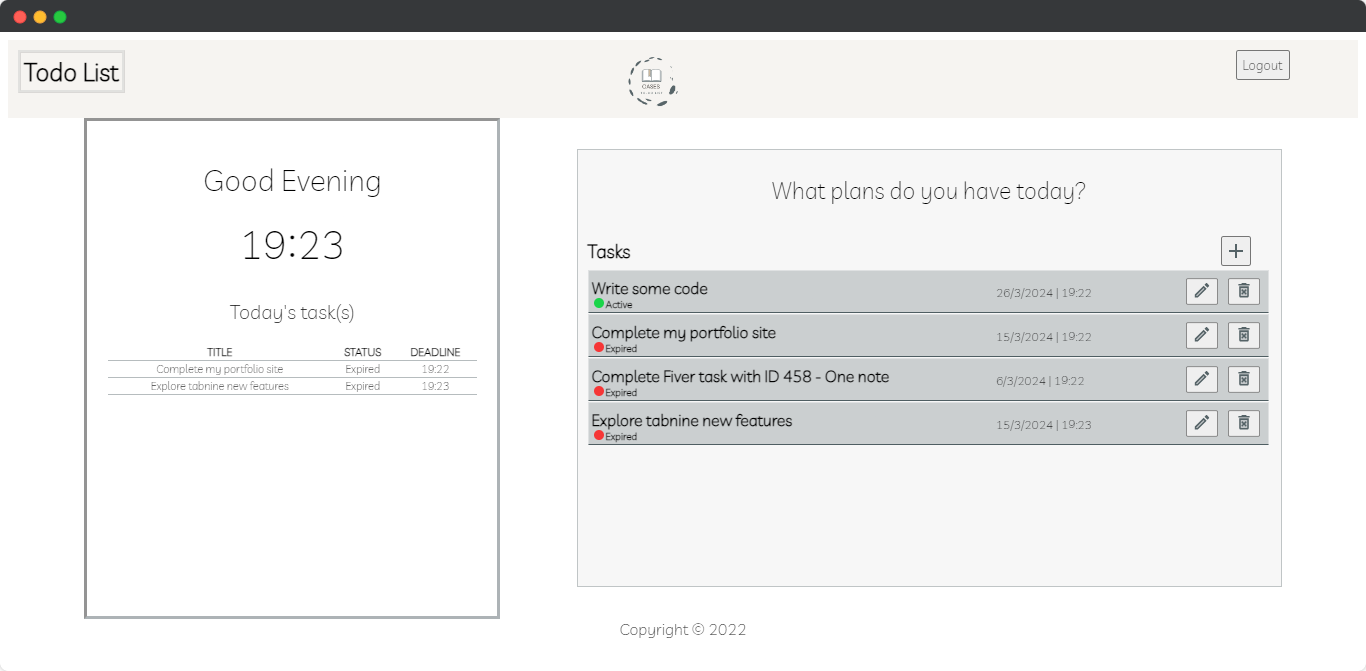 Todo List
OASES
Logout
Good Evening
19:23
Today's task(s)
TITLE STATUS DEADLINE
Complete my portfolio site Expired 19:22
Explore tabnine new features Expired 19:23
What plans do you have today?
Tasks
Write some code
Active
26/3/2024 | 19:22
Complete my portfolio site
Expired
15/3/2024 | 19:22
Complete Fiver task with ID 458 - One note
Expired
6/3/2024 | 19:22
Explore tabnine new features
Expired
15/3/2024 | 19:23
Copyright © 2022